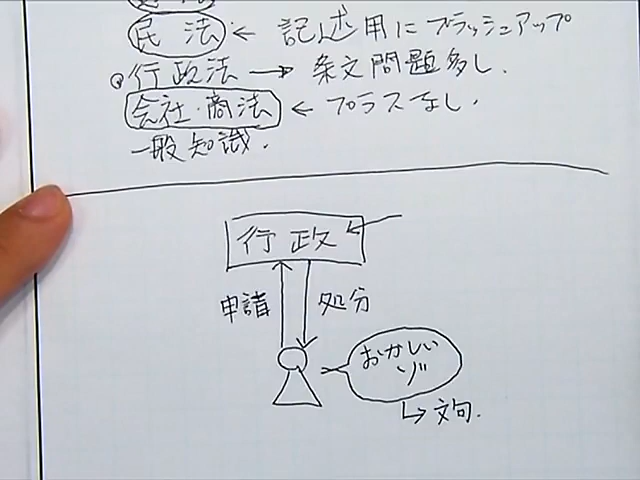 民法 ← 記述用にブラッシュアップ
行政法 → 条文問題多し.
会社・商法 ← プラスなし.
一般知識.
行政
申請 処分
おかしい
ゾ
↳ 文句.